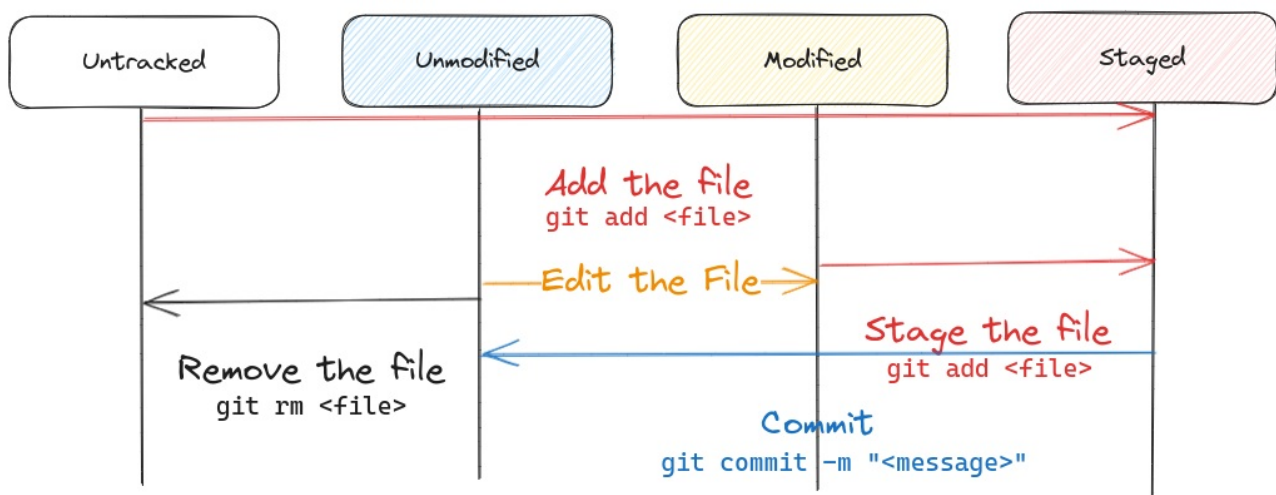 Untracked
Unmodified
Modified
Staged
Add the file
git add <file>
Edit the File
Stage the file
git add <file>
Remove the file
git rm <file>
Commit
git commit -m "<message>"